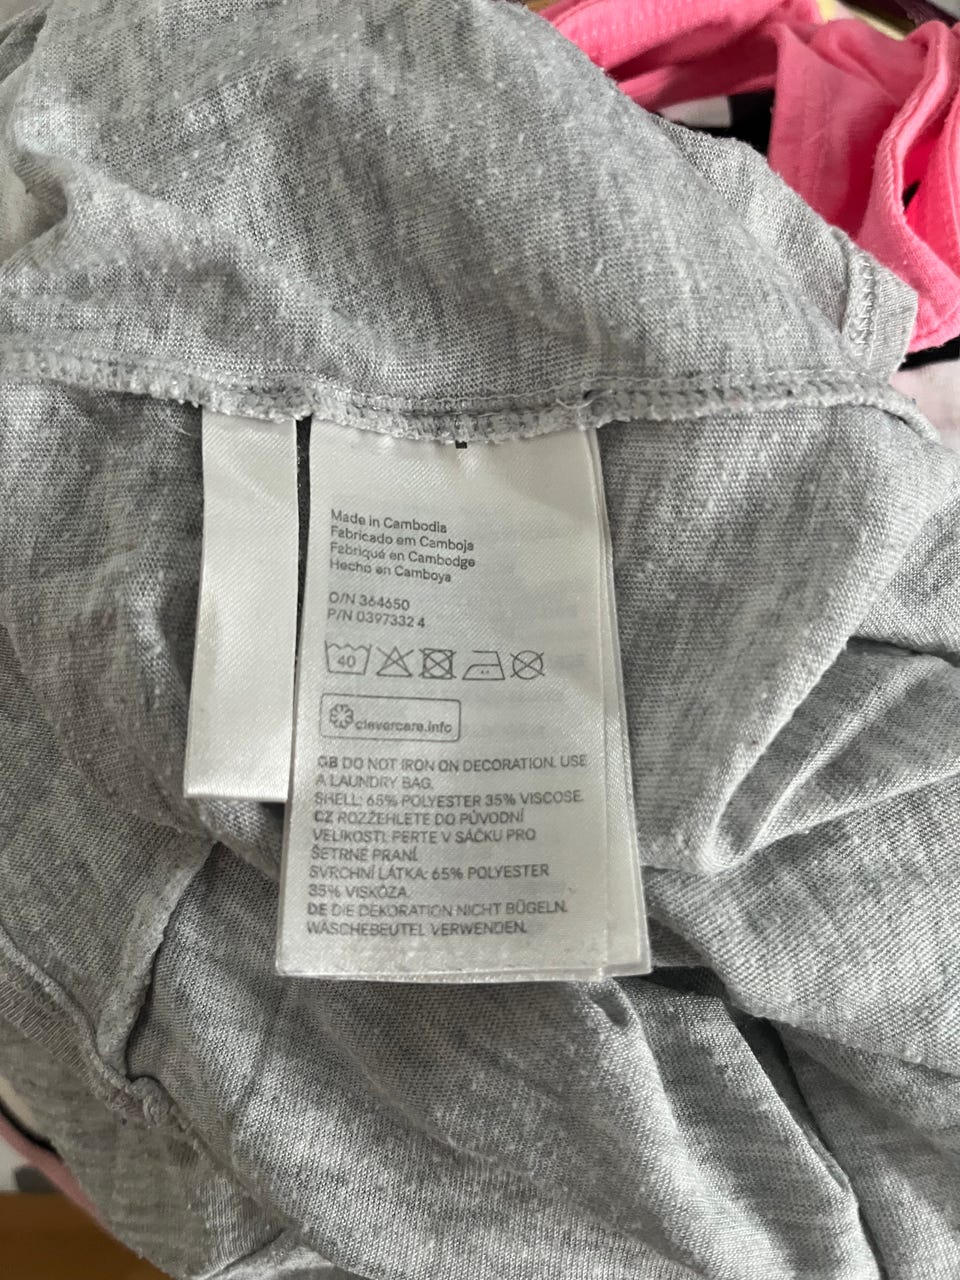 Made in Cambodia
Fabricado em Camboja
Fabriqué en Cambodge
Hecho en Camboya
O/N 364650
P/N 0397332 4
40
clevercare.info
GB DO NOT IRON ON DECORATION. USE
A LAUNDRY BAG.
SHELL: 65% POLYESTER 35% VISCOSE.
CZ ROZŽEHLETE DO PŮVODNÍ
VELIKOSTI. PERTE V SÁČKU PRO
ŠETRNÉ PRANÍ.
SVRCHNÍ LÁTKA: 65% POLYESTER
35% VISKÓZA.
DE DIE DEKORATION NICHT BÜGELN.
WÄSCHEBEUTEL VERWENDEN.